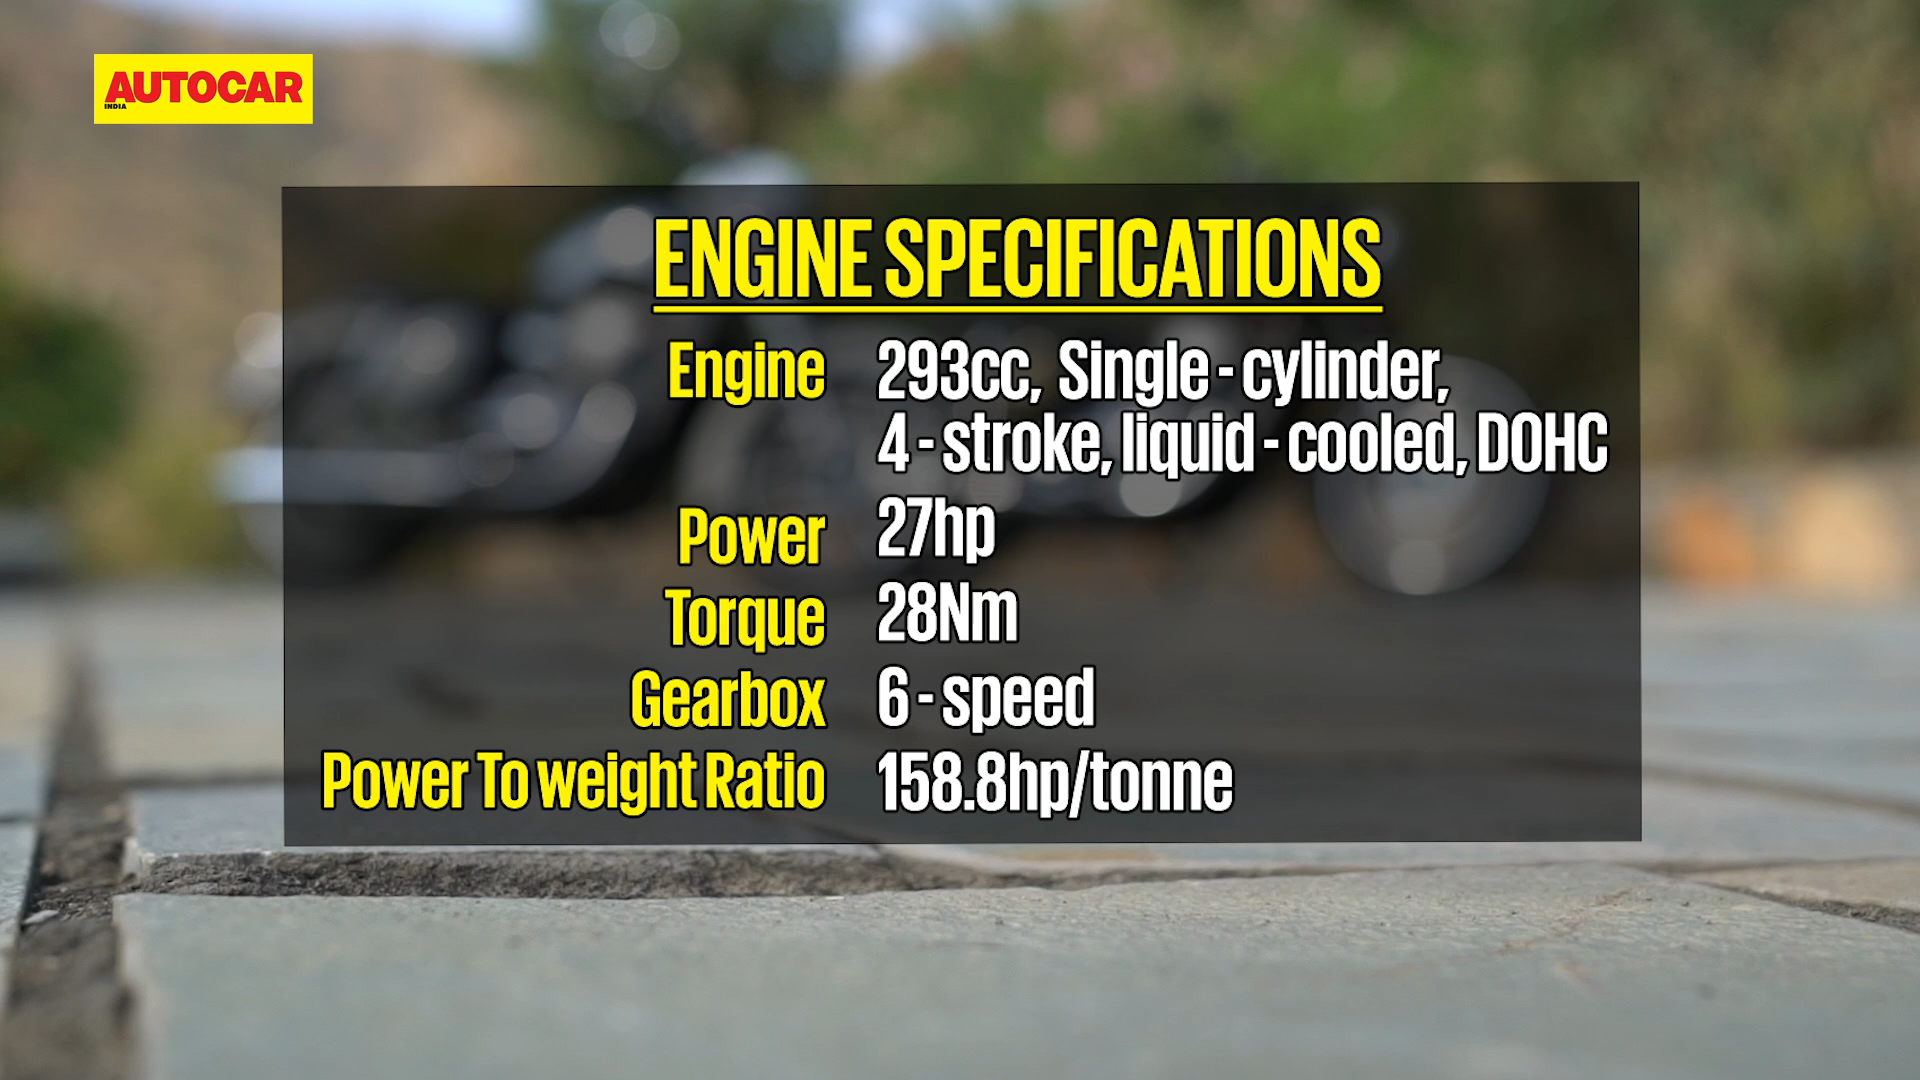 AUTOCAR
INDIA
ENGINE SPECIFICATIONS
Engine 293cc, Single - cylinder,
4 - stroke, liquid - cooled, DOHC
Power 27hp
Torque 28Nm
Gearbox 6 - speed
Power To weight Ratio 158.8hp/tonne